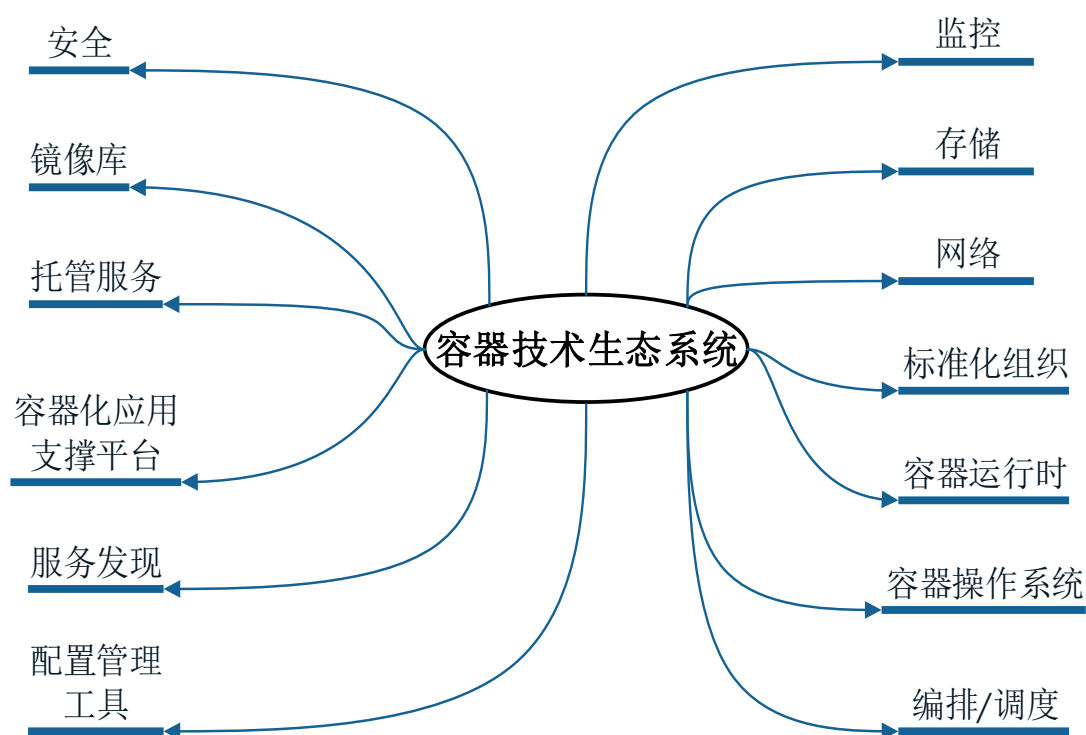 安全
镜像库
托管服务
容器化应用
支撑平台
服务发现
配置管理
工具
容器技术生态系统
监控
存储
网络
标准化组织
容器运行时
容器操作系统
编排/调度